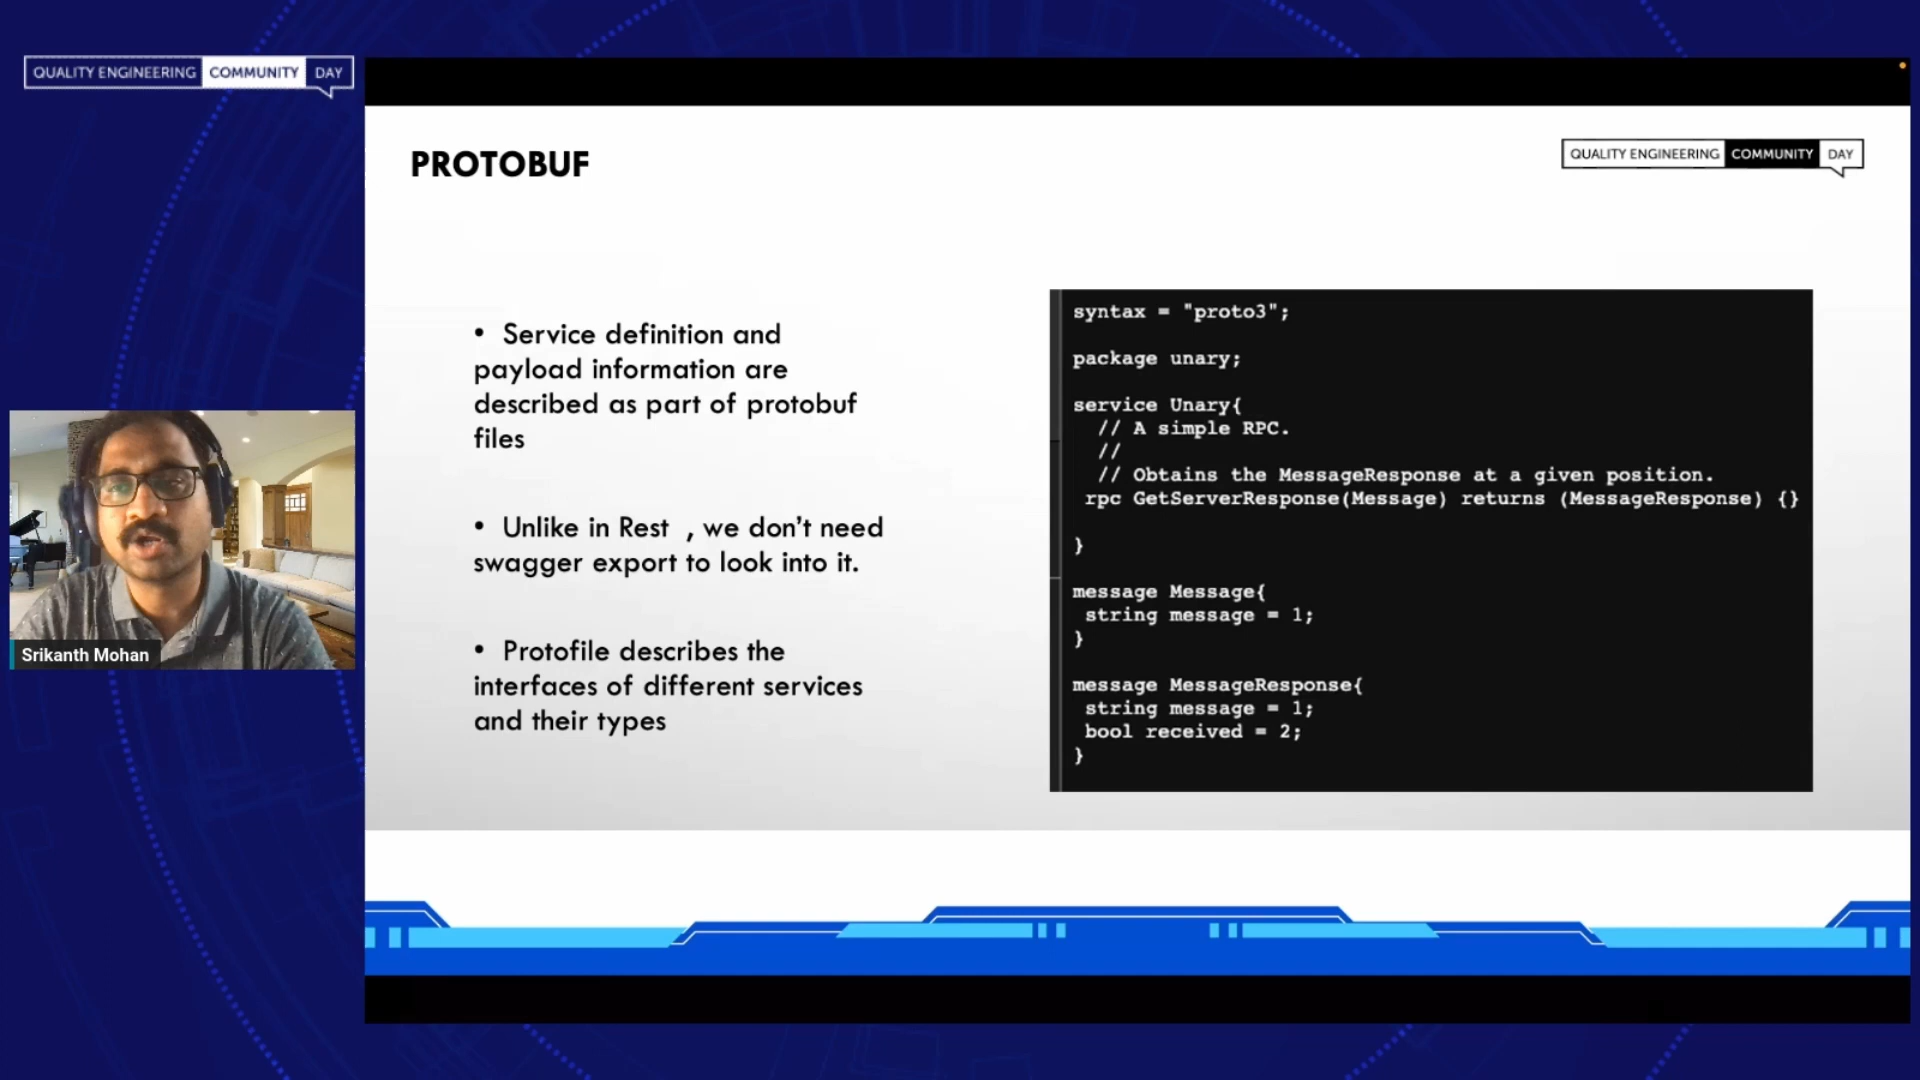 QUALITY ENGINEERING COMMUNITY DAY
PROTOBUF
QUALITY ENGINEERING COMMUNITY DAY
• Service definition and
payload information are
described as part of protobuf
files
• Unlike in Rest , we don’t need
swagger export to look into it.
• Protofile describes the
interfaces of different services
and their types
syntax = "proto3";
package unary;
service Unary{
// A simple RPC.
//
// Obtains the MessageResponse at a given position.
rpc GetServerResponse(Message) returns (MessageResponse) {}
}
message Message{
string message = 1;
}
message MessageResponse{
string message = 1;
bool received = 2;
}
Srikanth Mohan